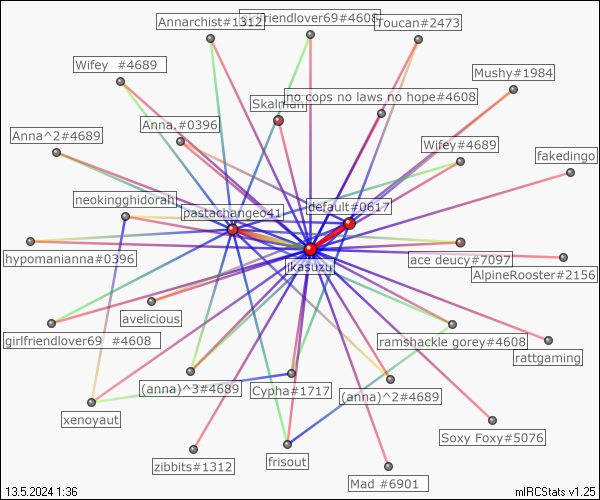 Annarchist#1312
girlfriendlover69#4608
Toucan#2473
Wifey #4689
Mushy#1984
no cops no laws no hope#4608
Skalman
Anna.#0396
Anna^2#4689
Wifey#4689
fakedingo
neokingghidorah
pastachangeo41
default#0617
hypomanianna#0396
jkasuzu
ace deucy#7097
AlpineRooster#2156
avelicious
girlfriendlover69 #4608
ramshackle gorey#4608
rattgaming
(anna)^3#4689
Cypha#1717
(anna)^2#4689
xenoyaut
Soxy Foxy#5076
zibbits#1312
frisout
Mad #6901
13.5.2024 1:36
mIRCStats v1.25